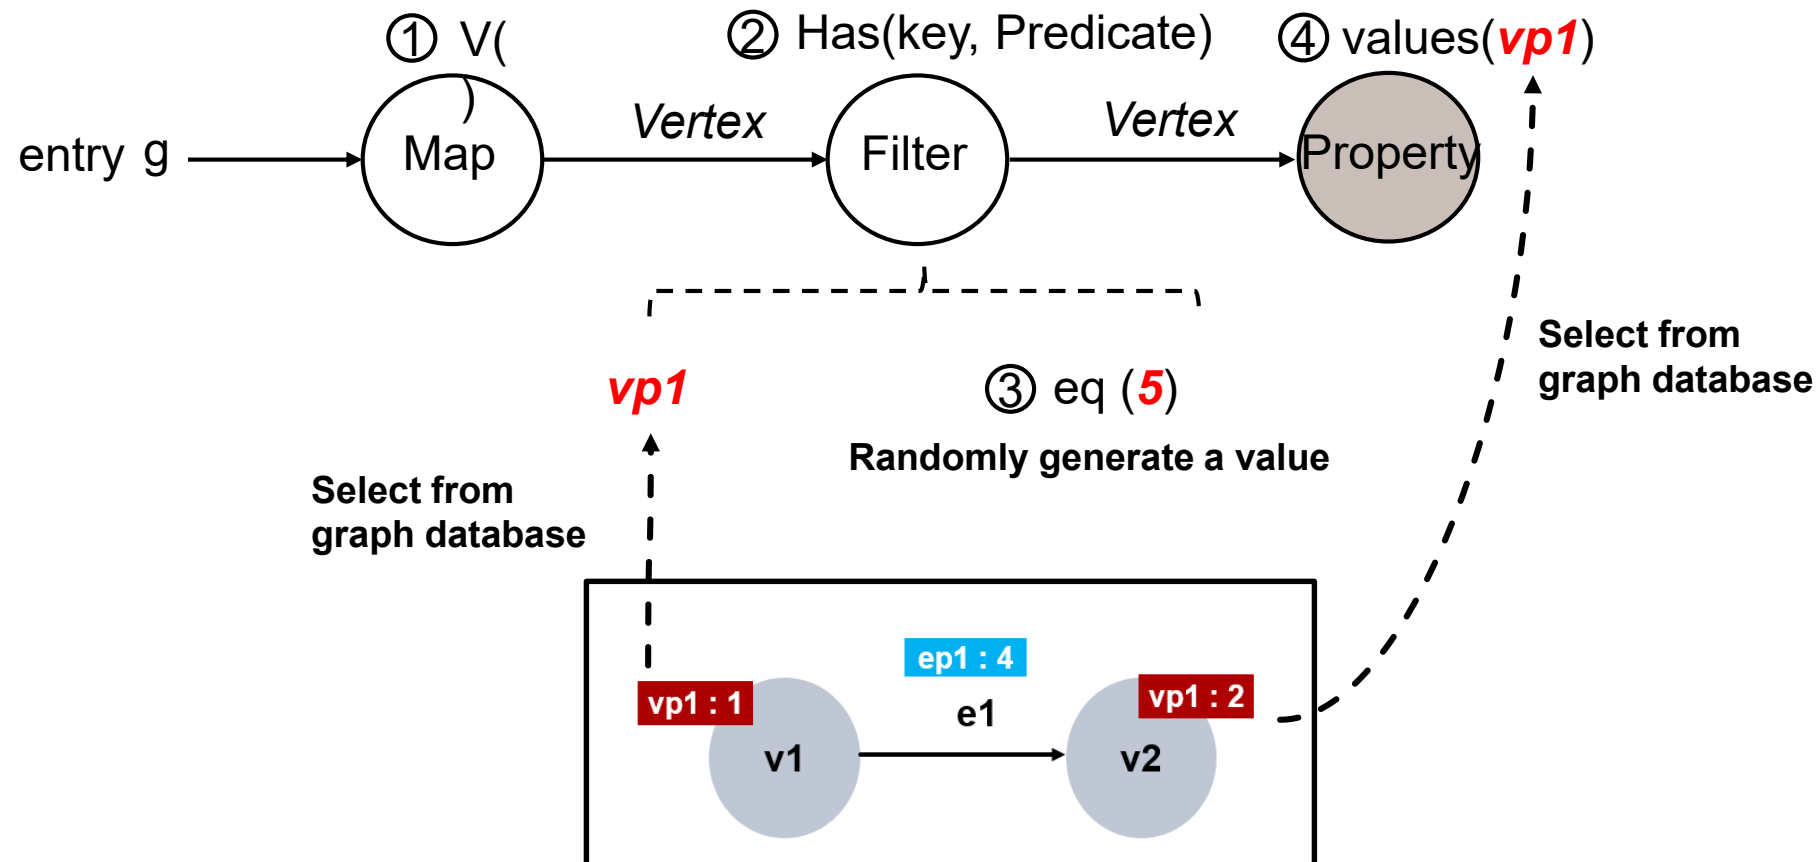 ① V()
② Has(key, Predicate)
④ values(vp1)
entry g
Map
Vertex
Filter
Vertex
Property
Select from
graph database
vp1
③ eq (5)
Randomly generate a value
Select from
graph database
ep1 : 4
vp1 : 1
vp1 : 2
e1
v1
v2